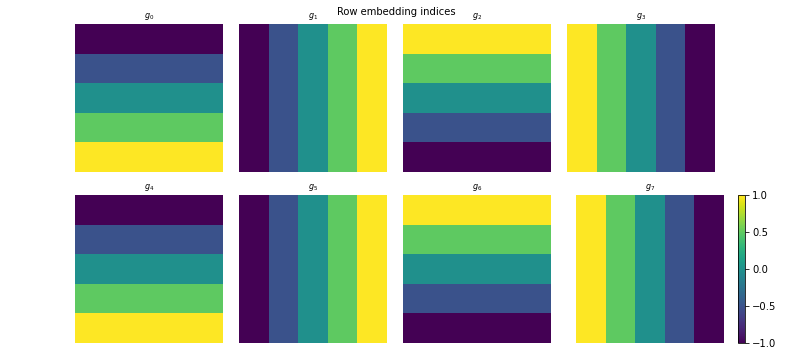 Row embedding indices
g₀ g₁ g₂ g₃
g₄ g₅ g₆ g₇
1.0
0.5
0.0
−0.5
−1.0